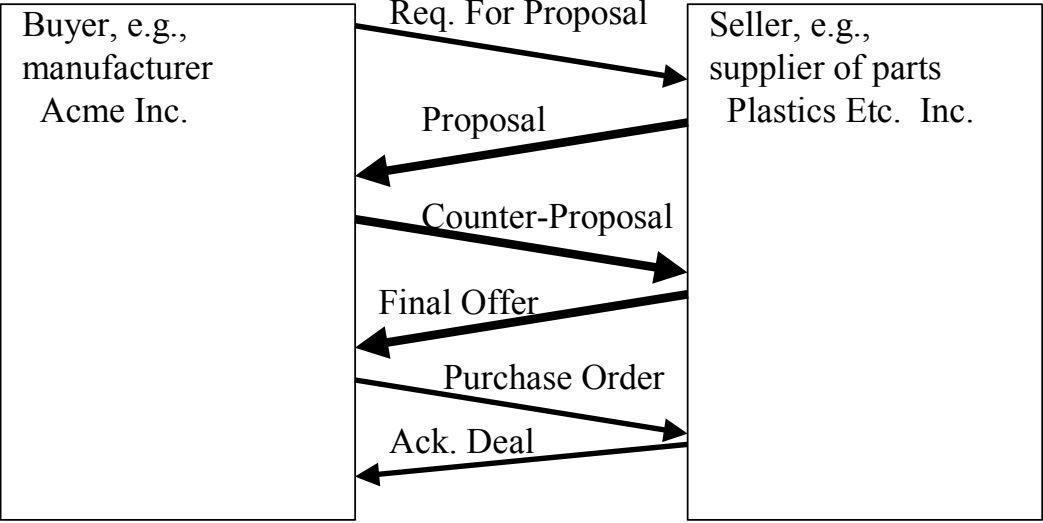 Buyer, e.g.,
manufacturer
Acme Inc.
Req. For Proposal
Proposal
Counter-Proposal
Final Offer
Purchase Order
Ack. Deal
Seller, e.g.,
supplier of parts
Plastics Etc.  Inc.